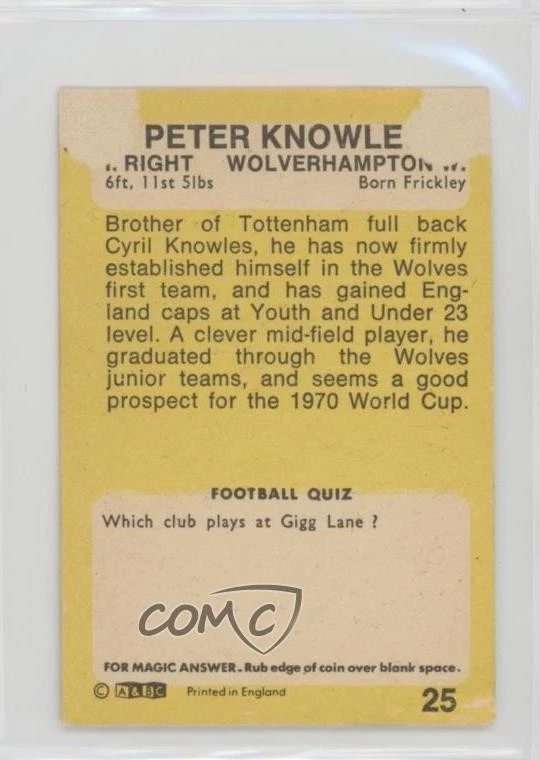 PETER KNOWLE
I. RIGHT WOLVERHAMPTON W.
6ft, 11st 5lbs Born Frickley
Brother of Tottenham full back
Cyril Knowles, he has now firmly
established himself in the Wolves
first team, and has gained Eng-
land caps at Youth and Under 23
level. A clever mid-field player, he
graduated through the Wolves
junior teams, and seems a good
prospect for the 1970 World Cup.
FOOTBALL QUIZ
Which club plays at Gigg Lane ?
COMC
FOR MAGIC ANSWER. Rub edge of coin over blank space.
© A&BC Printed in England
25